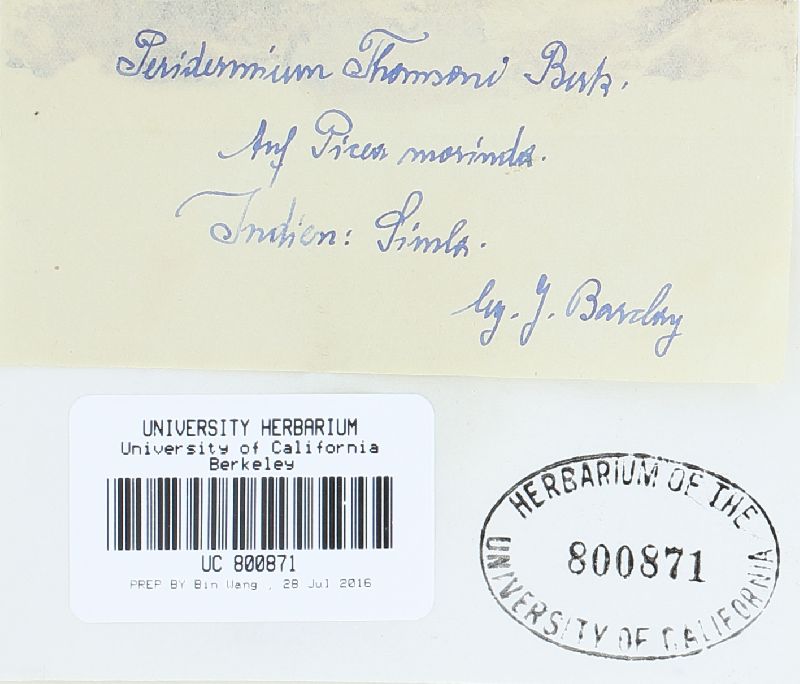 Peridermium Thomsoni Berk.
Auf Picea morinda.
Indien: Simla.
leg. J. Barclay
UNIVERSITY HERBARIUM
University of California
Berkeley
UC 800871
PREP BY Bin Wang , 28 Jul 2016
HERBARIUM OF THE
800871
UNIVERSITY OF CALIFORNIA